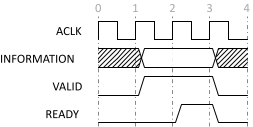 0 1 2 3 4
ACLK
INFORMATION
VALID
READY